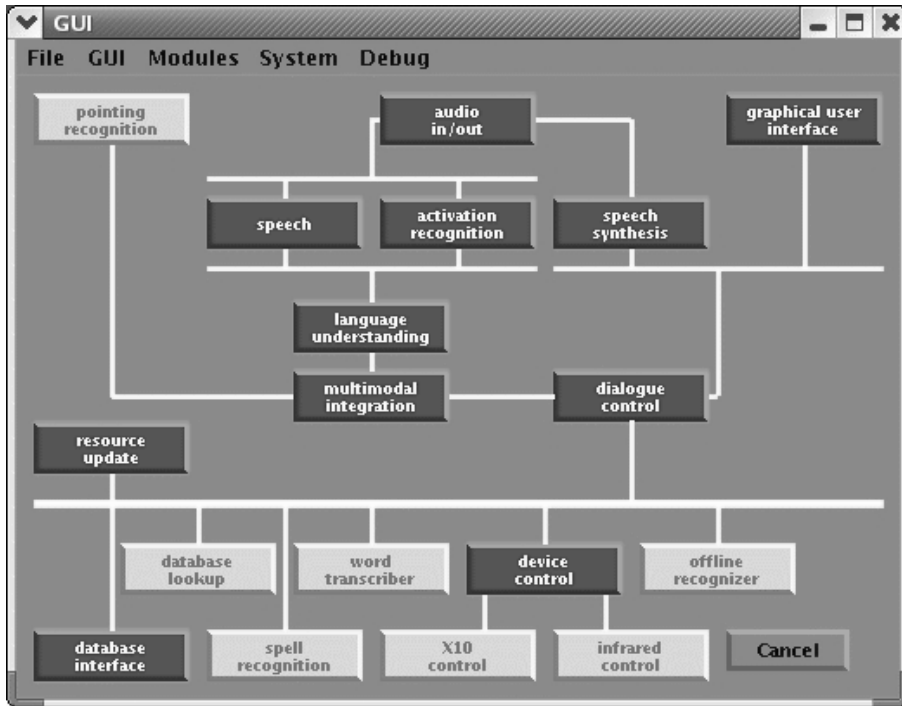 GUI
File GUI Modules System Debug
pointing
recognition
audio
in/out
graphical user
interface
speech
activation
recognition
speech
synthesis
language
understanding
multimodal
integration
dialogue
control
resource
update
database
lookup
word
transcriber
device
control
offline
recognizer
database
interface
spell
recognition
X10
control
infrared
control
Cancel